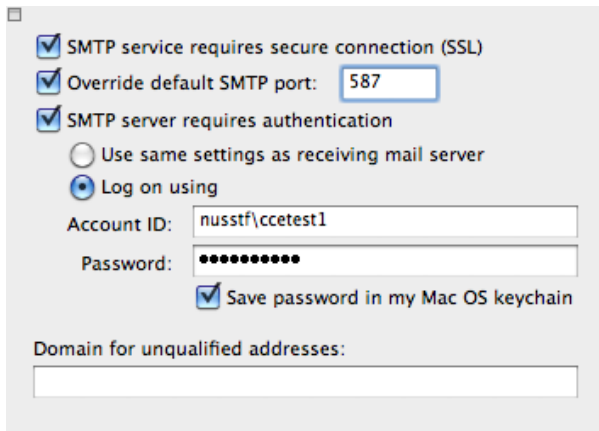 SMTP service requires secure connection (SSL)
Override default SMTP port: 587
SMTP server requires authentication
Use same settings as receiving mail server
Log on using
Account ID: nusstf\ccetest1
Password: ••••••••••
Save password in my Mac OS keychain
Domain for unqualified addresses: